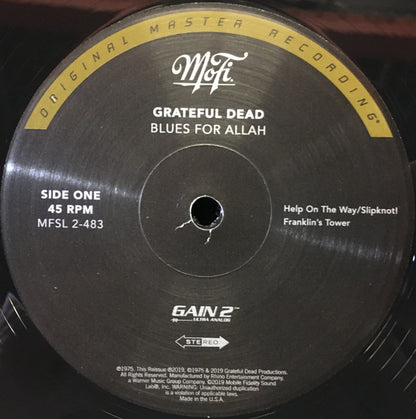 ORIGINAL MASTER RECORDING®
MoFi.
GRATEFUL DEAD
BLUES FOR ALLAH
SIDE ONE
45 RPM
MFSL 2-483
Help On The Way/Slipknot!
Franklin's Tower
GAIN 2™
ULTRA ANALOG
STEREO
℗1975. This Reissue ℗2019, ©1975 & 2019 Grateful Dead Productions.
All Rights Reserved. Manufactured by Rhino Entertainment Company,
a Warner Music Group Company. ©2019 Mobile Fidelity Sound
Lab®, Inc. WARNING: Unauthorized duplication
is a violation of applicable laws.
Made in the U.S.A.